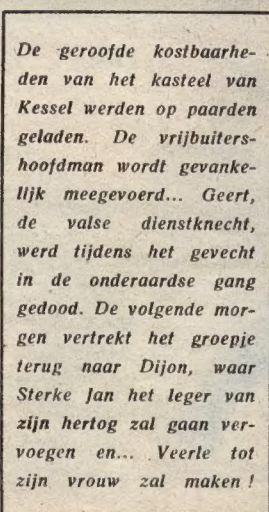 De geroofde kostbaarhe-
den van het kasteel van
Kessel werden op paarden
geladen. De vrijbuiters-
hoofdman wordt gevanke-
lijk meegevoerd... Geert,
de valse dienstknecht,
werd tijdens het gevecht
in de onderaardse gang
gedood. De volgende mor-
gen vertrekt het groepje
terug naar Dijon, waar
Sterke Jan het leger van
zijn hertog zal gaan ver-
voegen en... Veerle tot
zijn vrouw zal maken !